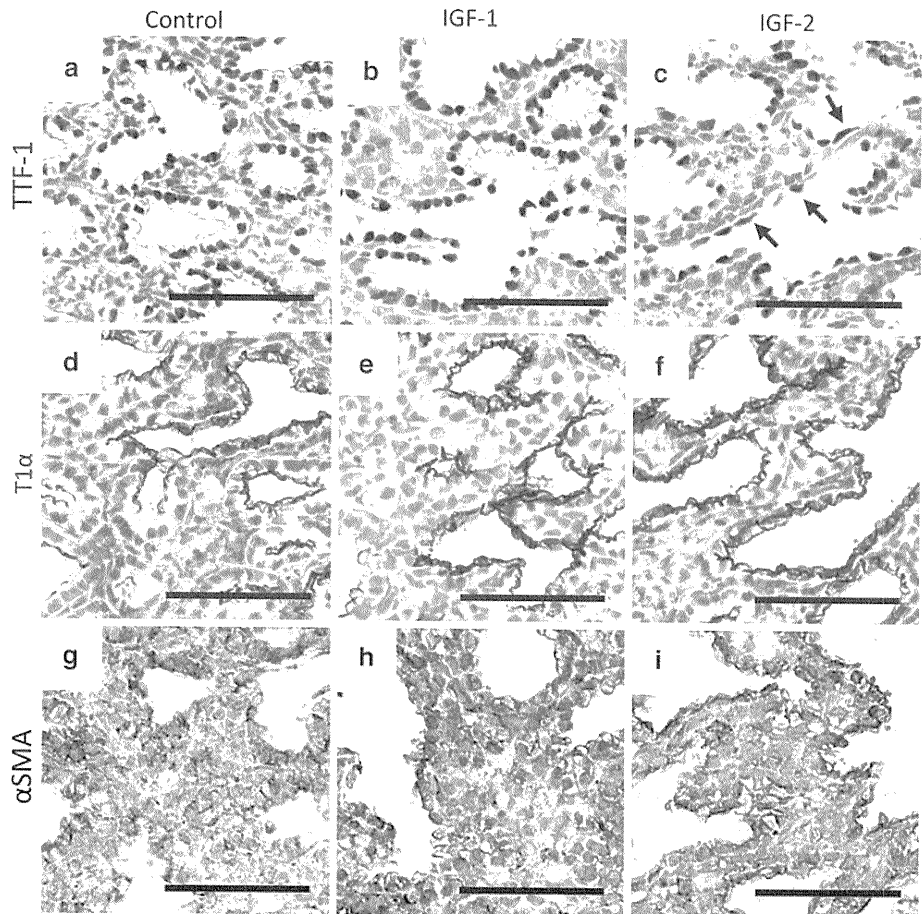 Control IGF-1 IGF-2
TTF-1
a b c
T1α
d e f
αSMA
g h i